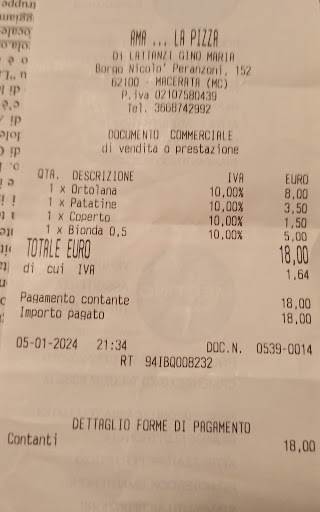 AMA ... LA PIZZA
Di LATTANZI GINO MARIA
Borgo Nicolo' Peranzoni, 152
62100 - MACERATA (MC)
P.iva 02107580439
Tel. 3668742992
DOCUMENTO COMMERCIALE
di vendita o prestazione
QTA. DESCRIZIONE IVA EURO
1 x Ortolana 10,00% 8,00
1 x Patatine 10,00% 3,50
1 x Coperto 10,00% 1,50
1 x Bionda 0,5 10,00% 5,00
TOTALE EURO 18,00
di cui IVA 1,64
Pagamento contante 18,00
Importo pagato 18,00
05-01-2024 21:34 DOC.N. 0539-0014
RT 94IBQ008232
DETTAGLIO FORME DI PAGAMENTO
Contanti 18,00